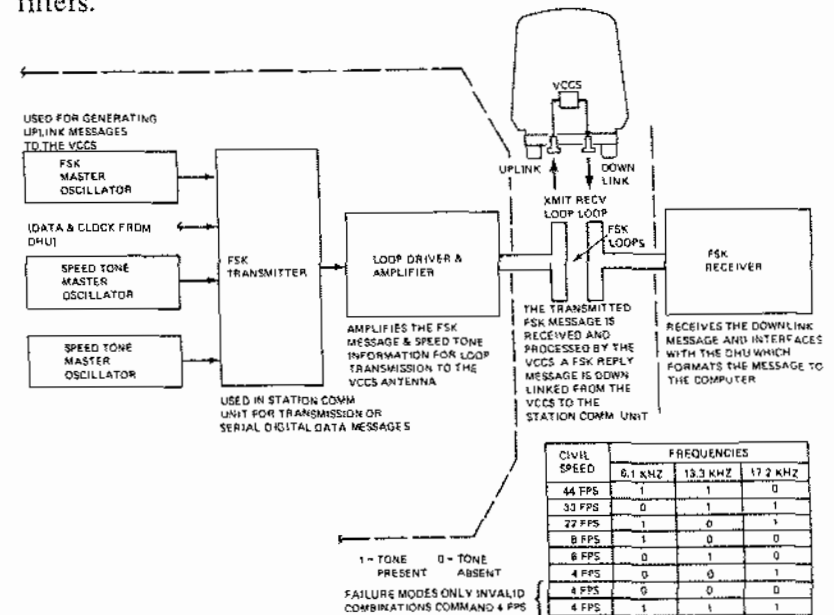 filters.
USED FOR GENERATING
UPLINK MESSAGES
TO THE VCCS
FSK
MASTER
OSCILLATOR
(DATA & CLOCK FROM
DHU)
SPEED TONE
MASTER
OSCILLATOR
SPEED TONE
MASTER
OSCILLATOR
FSK
TRANSMITTER
USED IN STATION COMM
UNIT FOR TRANSMISSION OR
SERIAL DIGITAL DATA MESSAGES
LOOP DRIVER &
AMPLIFIER
AMPLIFIES THE FSK
MESSAGE & SPEED TONE
INFORMATION FOR LOOP
TRANSMISSION TO THE
VCCS ANTENNA
VCCS
UPLINK
DOWN
LINK
XMIT RECV
LOOP LOOP
FSK
LOOPS
THE TRANSMITTED
FSK MESSAGE IS
RECEIVED AND
PROCESSED BY THE
VCCS A FSK REPLY
MESSAGE IS DOWN
LINKED FROM THE
VCCS TO THE
STATION COMM UNIT
FSK
RECEIVER
RECEIVES THE DOWNLINK
MESSAGE AND INTERFACES
WITH THE DHU WHICH
FORMATS THE MESSAGE TO
THE COMPUTER
CIVIL SPEED FREQUENCIES
6.1 KHZ 13.3 KHZ 17.2 KHZ
44 FPS 1 1 0
33 FPS 0 1 1
27 FPS 1 0 1
8 FPS 1 0 0
6 FPS 0 1 0
4 FPS 0 0 1
4 FPS 0 0 0
4 FPS 1 1 1
1 – TONE PRESENT 0 – TONE ABSENT
FAILURE MODES ONLY INVALID
COMBINATIONS COMMAND 4 FPS